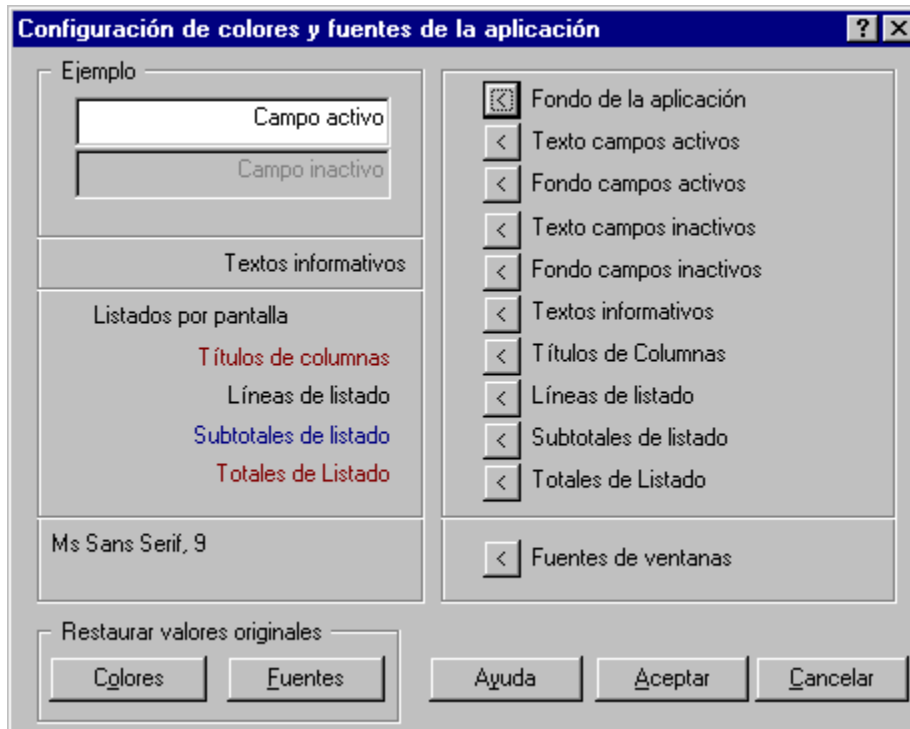 Configuración de colores y fuentes de la aplicación
Ejemplo
Campo activo
Campo inactivo
Textos informativos
Listados por pantalla
Títulos de columnas
Líneas de listado
Subtotales de listado
Totales de Listado
Ms Sans Serif, 9
< Fondo de la aplicación
< Texto campos activos
< Fondo campos activos
< Texto campos inactivos
< Fondo campos inactivos
< Textos informativos
< Títulos de Columnas
< Líneas de listado
< Subtotales de listado
< Totales de Listado
< Fuentes de ventanas
Restaurar valores originales
Colores Fuentes Ayuda Aceptar Cancelar